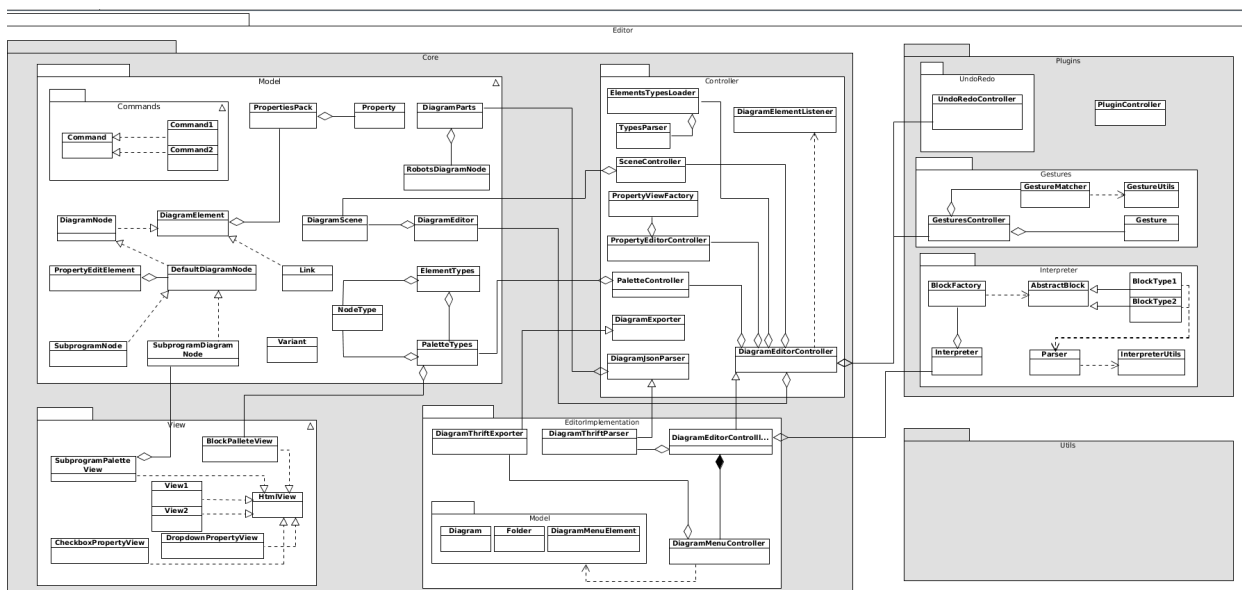 Editor
Core
Model
Commands
Command
Command1
Command2
PropertiesPack
Property
DiagramParts
RobotsDiagramNode
DiagramNode
DiagramElement
DiagramScene
DiagramEditor
PropertyEditElement
DefaultDiagramNode
Link
ElementTypes
NodeType
SubprogramNode
SubprogramDiagram
Node
Variant
PaletteTypes
Controller
ElementsTypesLoader
DiagramElementListener
TypesParser
SceneController
PropertyViewFactory
PropertyEditorController
PaletteController
DiagramExporter
DiagramJsonParser
DiagramEditorController
View
BlockPalleteView
SubprogramPalette
View
View1
View2
HtmlView
CheckboxPropertyView
DropdownPropertyView
EditorImplementation
DiagramThriftExporter
DiagramThriftParser
DiagramEditorControlll...
Model
Diagram
Folder
DiagramMenuElement
DiagramMenuController
Plugins
UndoRedo
UndoRedoController
PluginController
Gestures
GestureMatcher
GestureUtils
GesturesController
Gesture
Interpreter
BlockFactory
AbstractBlock
BlockType1
BlockType2
Interpreter
Parser
InterpreterUtils
Utils